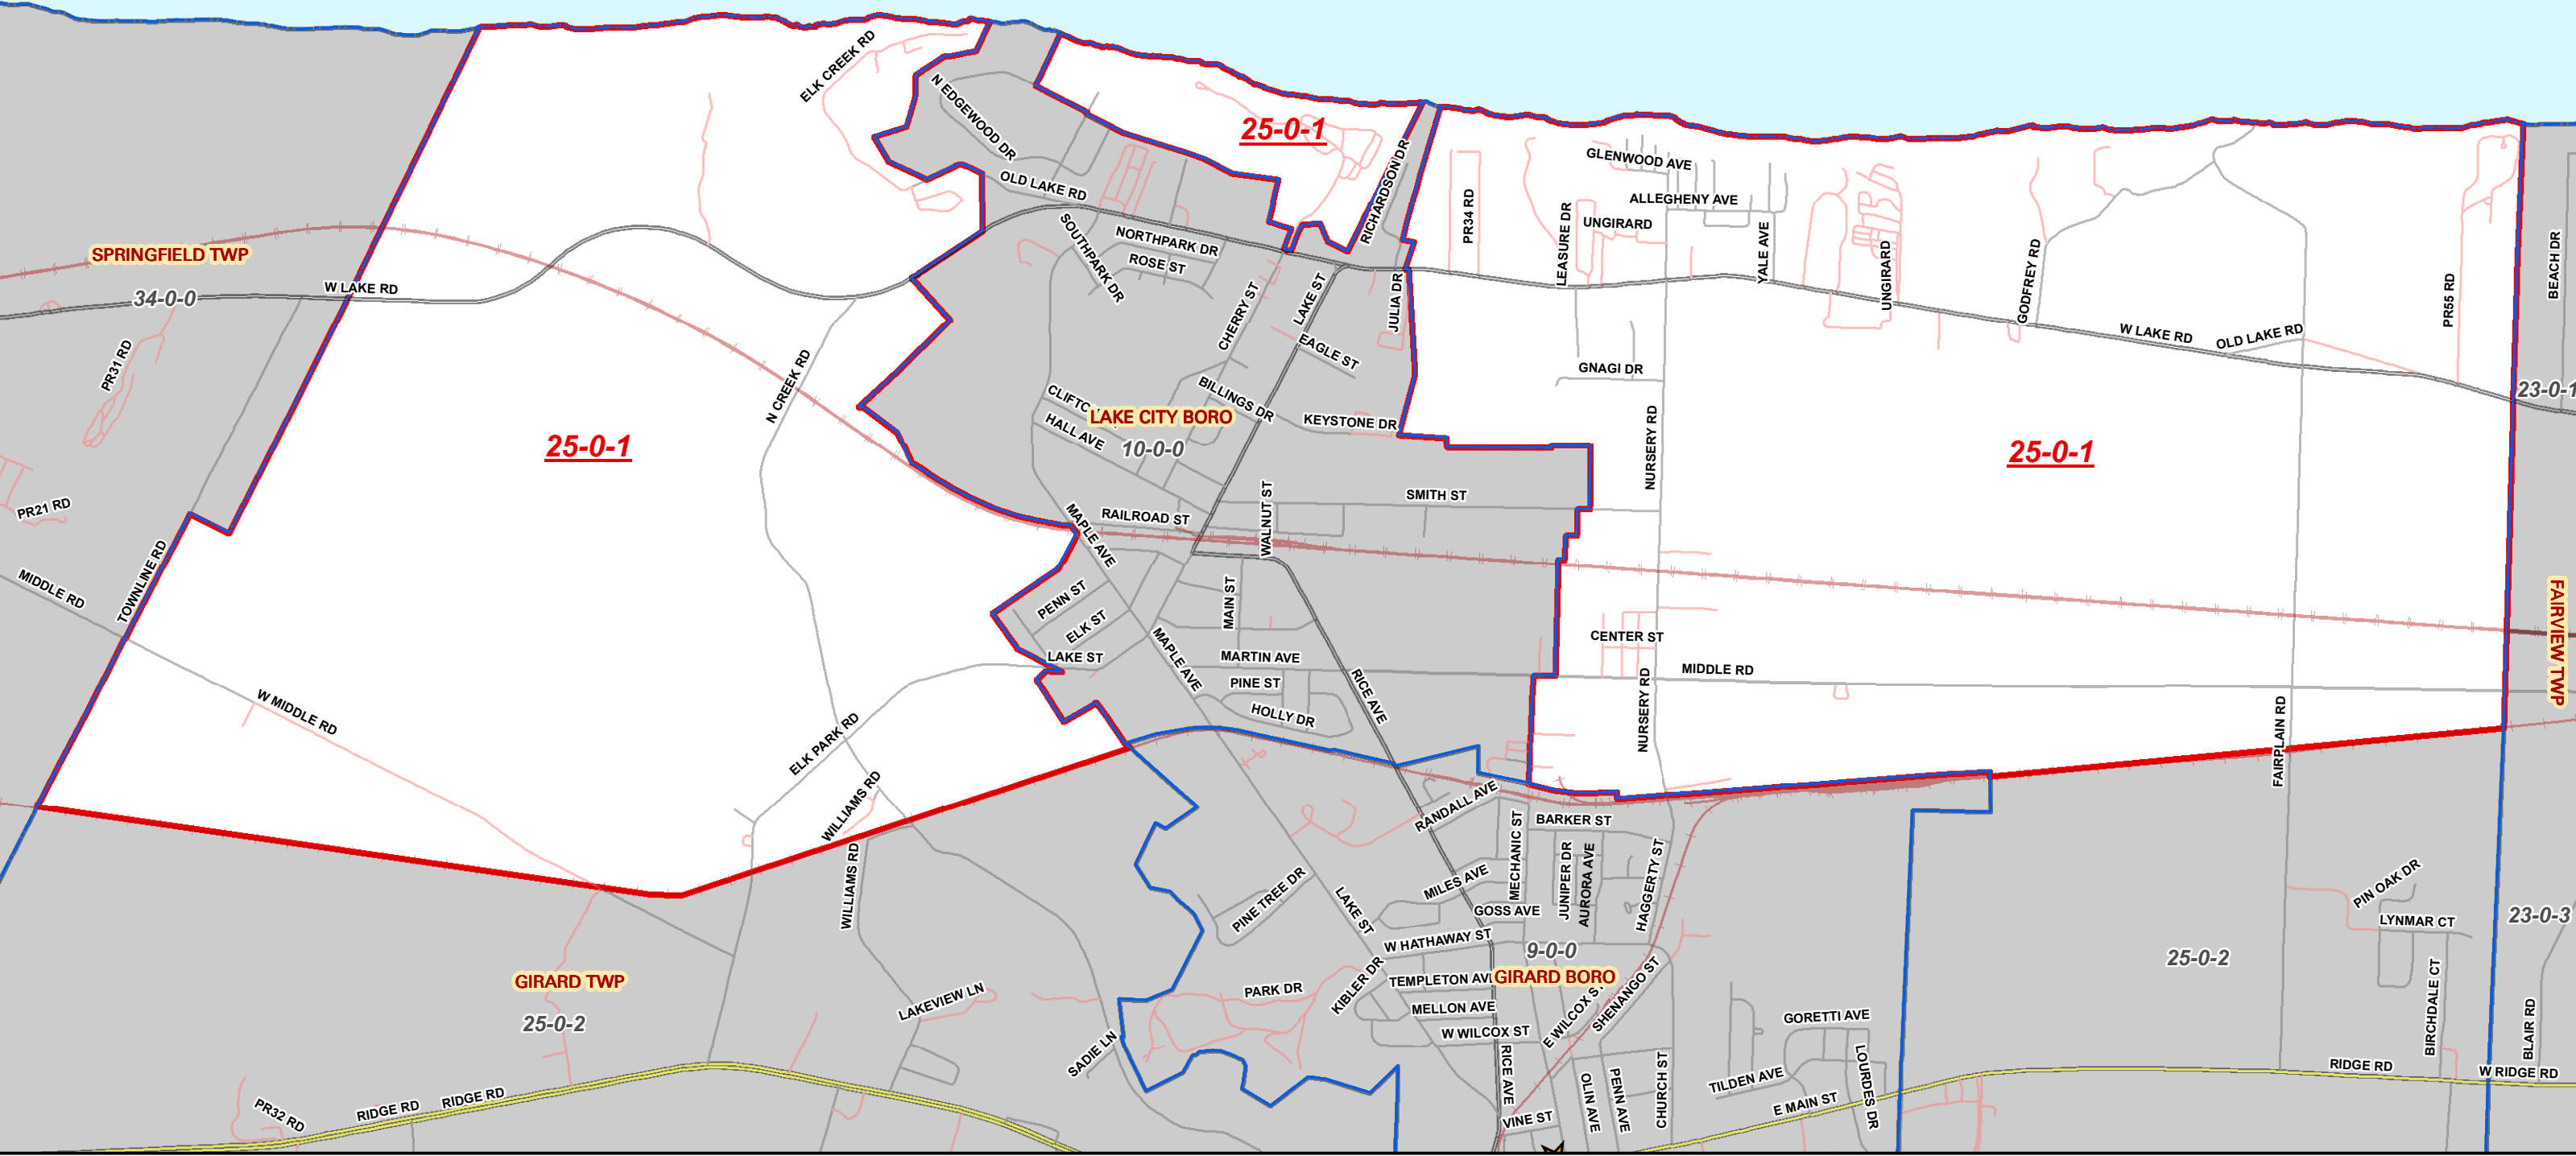 ELK CREEK RD
N EDGEWOOD DR
25-0-1
OLD LAKE RD
RICHARDSON DR
GLENWOOD AVE
ALLEGHENY AVE
PR34 RD
LEASURE DR
UNGIRARD
YALE AVE
UNGIRARD
GODFREY RD
BEACH DR
SPRINGFIELD TWP
34-0-0
W LAKE RD
SOUTHPARK DR
NORTHPARK DR
ROSE ST
CHERRY ST
LAKE ST
JULIA DR
EAGLE ST
W LAKE RD
OLD LAKE RD
PR55 RD
23-0-1
PR31 RD
N CREEK RD
GNAGI DR
BILLINGS DR
KEYSTONE DR
CLIFTO
LAKE CITY BORO
HALL AVE
10-0-0
25-0-1
25-0-1
NURSERY RD
PR21 RD
SMITH ST
WALNUT ST
RAILROAD ST
MAPLE AVE
TOWNLINE RD
MIDDLE RD
PENN ST
ELK ST
MAIN ST
CENTER ST
FAIRVIEW TWP
LAKE ST
MAPLE AVE
MARTIN AVE
PINE ST
HOLLY DR
RICE AVE
MIDDLE RD
NURSERY RD
FAIRPLAIN RD
W MIDDLE RD
ELK PARK RD
WILLIAMS RD
WILLIAMS RD
RANDALL AVE
BARKER ST
MECHANIC ST
JUNIPER DR
AURORA AVE
HAGGERTY ST
MILES AVE
GOSS AVE
PINE TREE DR
LAKE ST
W HATHAWAY ST
9-0-0
PIN OAK DR
LYNMAR CT
23-0-3
25-0-2
GIRARD TWP
25-0-2
LAKEVIEW LN
PARK DR
KIBLER DR
TEMPLETON AV
GIRARD BORO
MELLON AVE
W WILCOX ST
E WILCOX S
SHENANGO ST
GORETTI AVE
BIRCHDALE CT
BLAIR RD
SADIE LN
RICE AVE
OLIN AVE
PENN AVE
CHURCH ST
TILDEN AVE
LOURDES DR
RIDGE RD
W RIDGE RD
PR32 RD
RIDGE RD
RIDGE RD
VINE ST
E MAIN ST